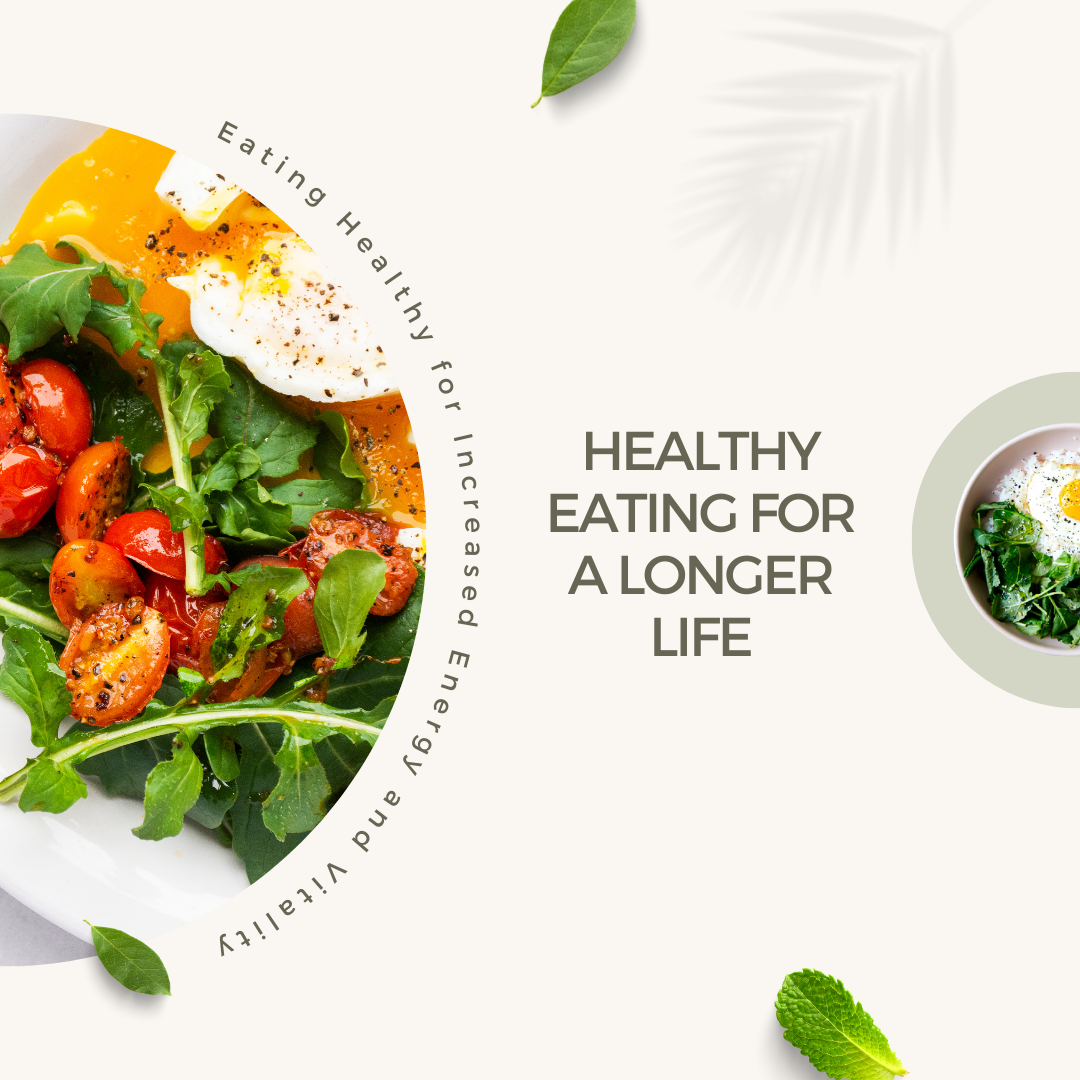 Eating Healthy for Increased Energy and Vitality
HEALTHY
EATING FOR
A LONGER
LIFE